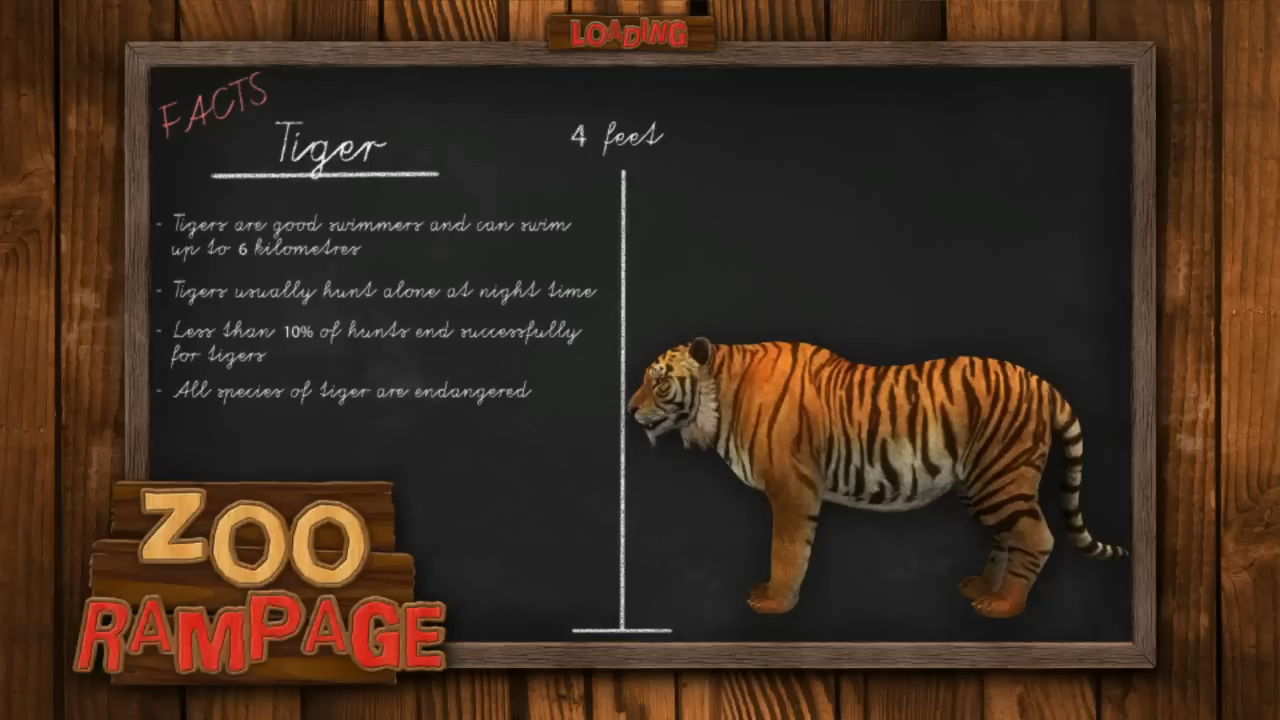 LOADING
FACTS
Tiger
4 feet
- Tigers are good swimmers and can swim
up to 6 kilometres
- Tigers usually hunt alone at night time
- Less than 10% of hunts end successfully
for tigers
- All species of tiger are endangered
ZOO
RAMPAGE